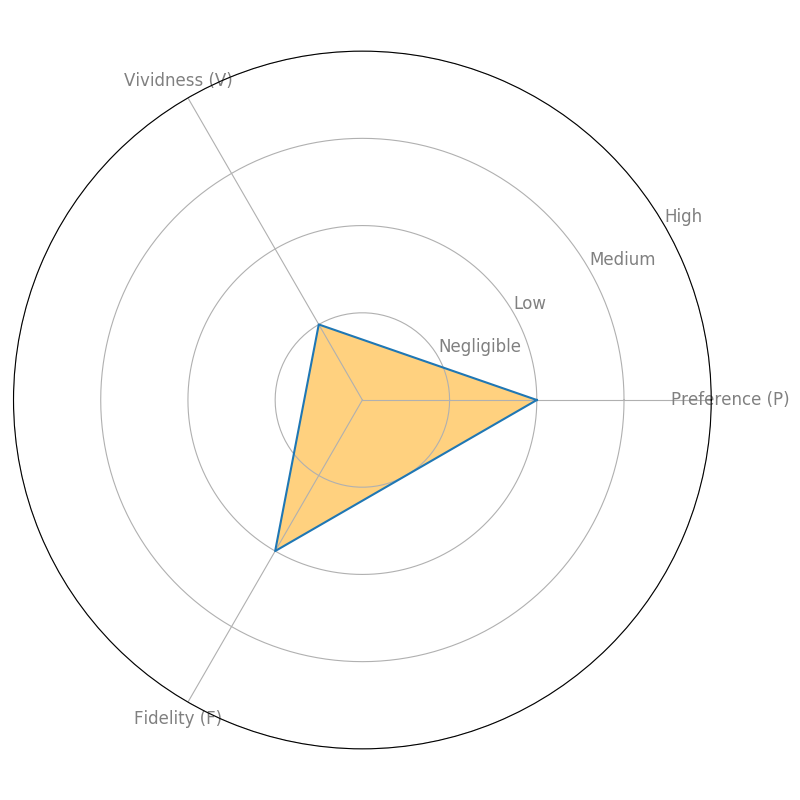 Vividness (V)
High
Medium
Low
Negligible
Preference (P)
Fidelity (F)